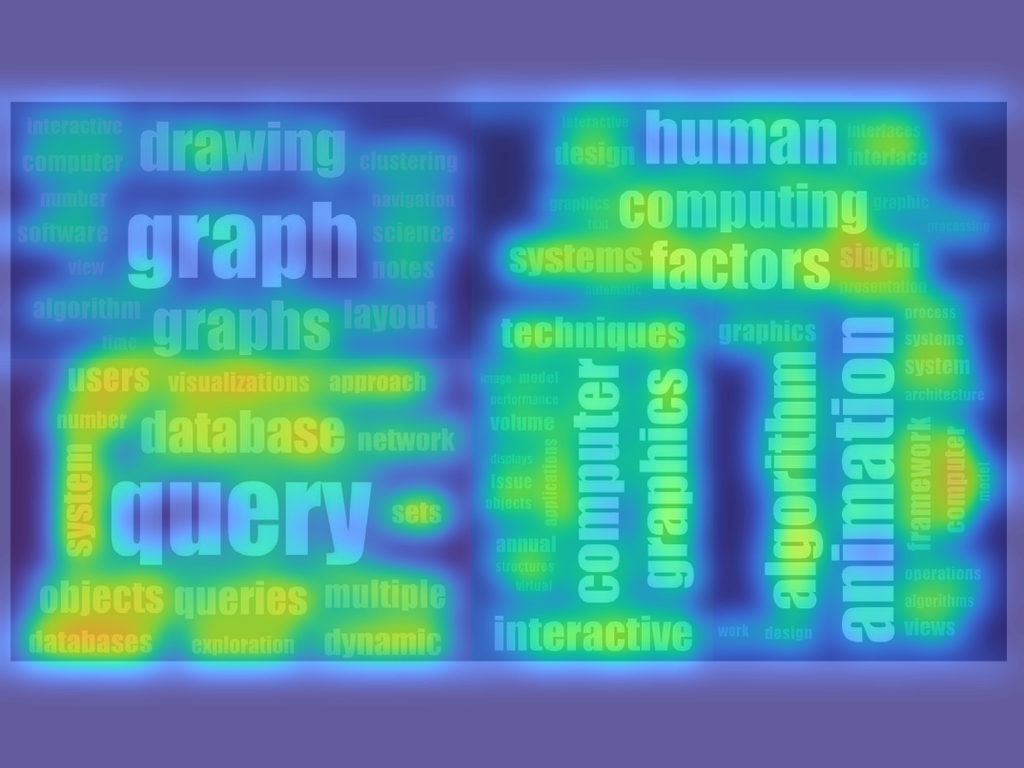 interactive
drawing
computer
clustering
number
navigation
graph
software
science
view
notes
algorithm
layout
graphs
time
interactive
human
interfaces
design
interface
graphics
computing
graphic
text
processing
systems
factors
sigchi
automatic
presentation
users
visualizations
approach
number
database
network
system
query
sets
objects
queries
multiple
databases
exploration
dynamic
techniques
graphics
process
systems
image
model
system
performance
architecture
volume
computer
graphics
algorithm
animation
displays
issue
applications
objects
framework
computer
model
annual
structures
virtual
operations
algorithms
interactive
work
design
views